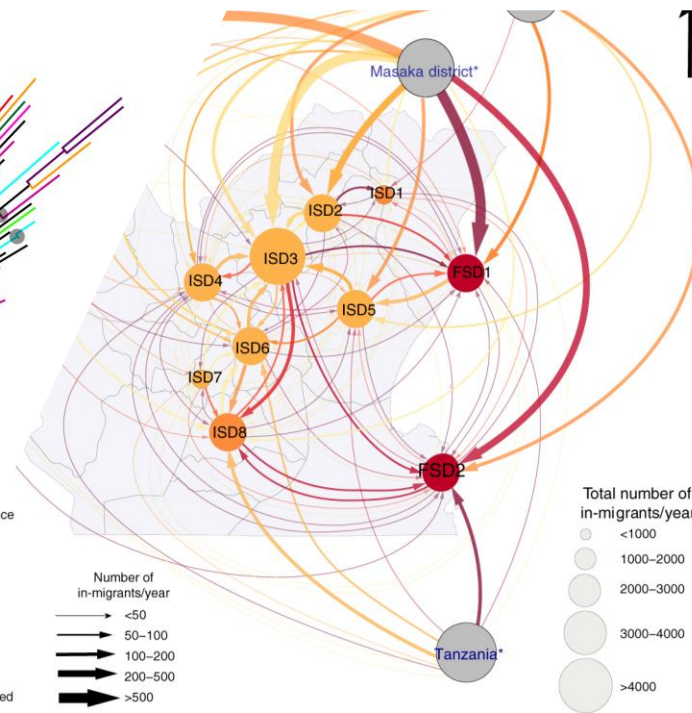 Masaka district*
ISD1
ISD2
ISD3
FSD1
ISD4
ISD5
ISD6
ISD7
ISD8
FSD2
Total number of
in-migrants/year
<1000
1000–2000
2000–3000
3000–4000
>4000
ce
Number of
in-migrants/year
<50
50–100
100–200
200–500
>500
Tanzania*
ed